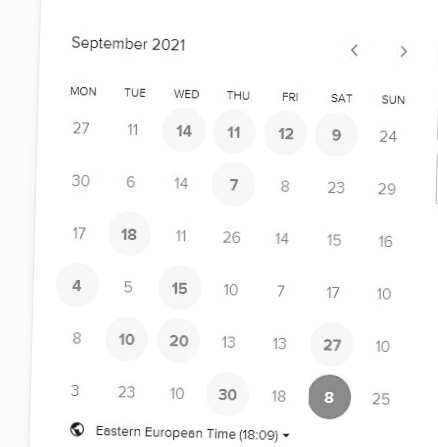 September 2021
MON TUE WED THU FRI SAT SUN
27 11 14 11 12 9 24
30 6 14 7 8 23 29
17 18 11 26 14 15 16
4 5 15 10 7 17 10
8 10 20 13 13 27 10
3 23 10 30 18 8 25
Eastern European Time (18:09)